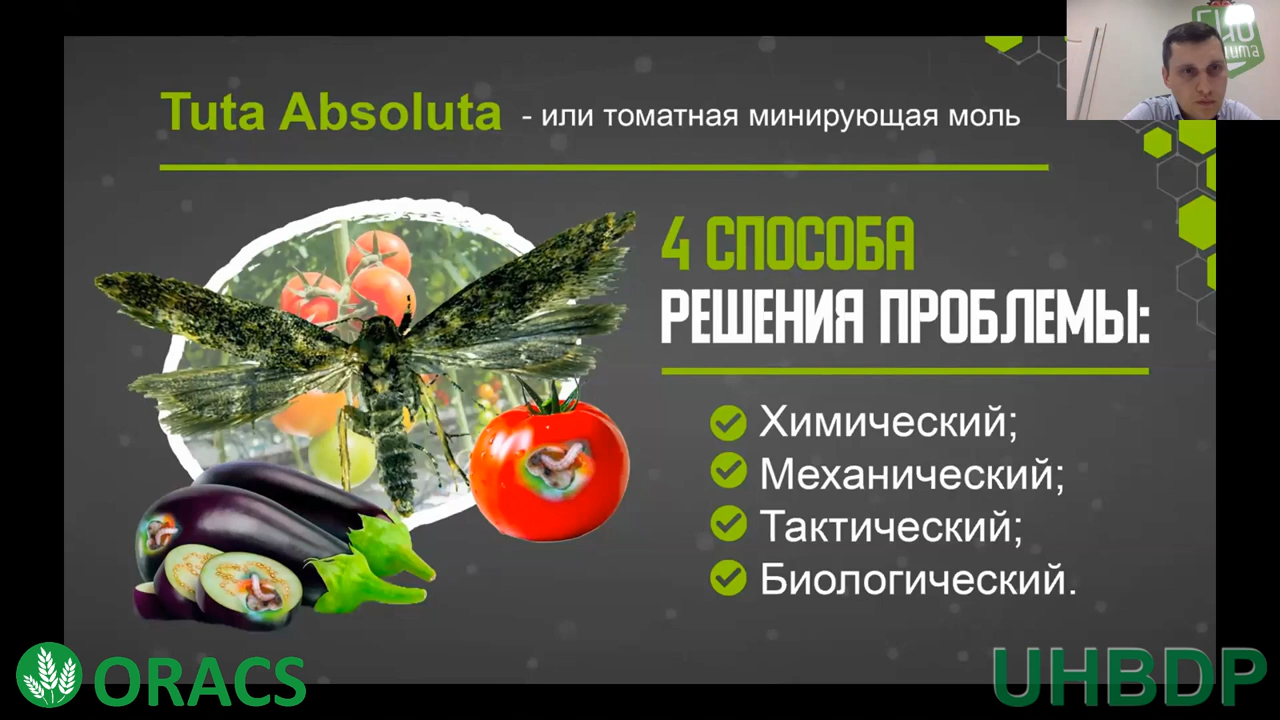 Tuta Absoluta - или томатная минирующая моль
4 СПОСОБА
РЕШЕНИЯ ПРОБЛЕМЫ:
Химический;
Механический;
Тактический;
Биологический.
ORACS
UHBDP